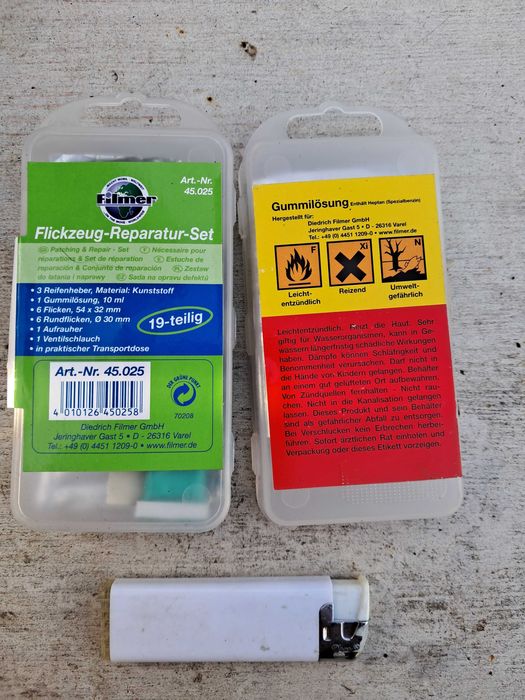 Filmer
Art.-Nr.
45.025
Flickzeug-Reparatur-Set
GB Patching & Repair - Set
F Nécessaire pour
réparations & Set de réparation
E Estuche de
reparación & Conjunto de reparación
PL Zestaw
do łatania i naprawy
CZ Sada no opravu defektů
• 3 Reifenheber, Material: Kunststoff
• 1 Gummilösung, 10 ml
• 6 Flicken, 54 x 32 mm
• 6 Rundflicken, Ø 30 mm
• 1 Aufrauher
• 1 Ventilschlauch
• in praktischer Transportdose
19-teilig
Art.-Nr. 45.025
4 010126 450258
DER GRÜNE PUNKT
70208
Diedrich Filmer GmbH
Jeringhaver Gast 5 • D - 26316 Varel
Tel.: +49 (0) 4451 1209-0 • www.filmer.de
Gummilösung Enthält Heptan (Spezialbenzin)
Hergestellt für:
Diedrich Filmer GmbH
Jeringhaver Gast 5 • D - 26316 Varel
Tel.: +49 (0) 4451 1209-0 • www.filmer.de
F
Xi
N
Leicht-
entzündlich
Reizend
Umwelt-
gefährlich
Leichtentzündlich. Reizt die Haut. Sehr
giftig für Wasserorganismen, kann in Ge-
wässern längerfristig schädliche Wirkungen
haben. Dämpfe können Schläfrigkeit und
Benommenheit verursachen. Darf nicht in
die Hände von Kindern gelangen. Behälter
an einem gut gelüfteten Ort aufbewahren.
Von Zündquellen fernhalten - Nicht rau-
chen. Nicht in die Kanalisation gelangen
lassen. Dieses Produkt und sein Behälter
sind als gefährlicher Abfall zu entsorgen.
Bei Verschlucken kein Erbrechen herbei-
führen. Sofort ärztlichen Rat einholen und
Verpackung oder dieses Etikett vorzeigen.